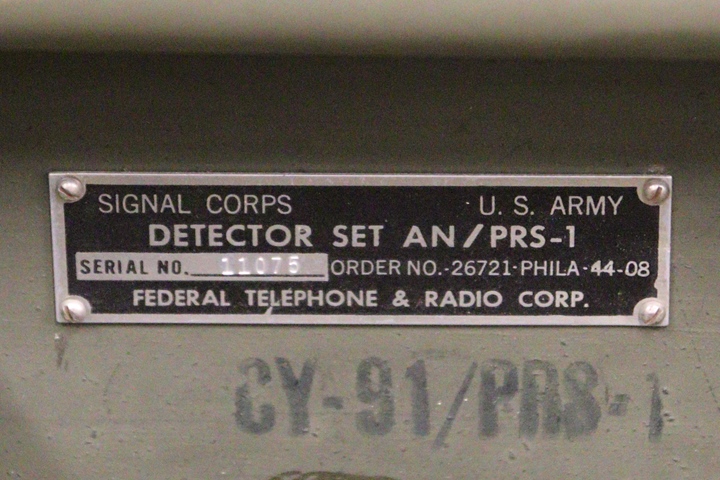 SIGNAL CORPS U. S. ARMY
DETECTOR SET AN/PRS-1
SERIAL NO. 11075 ORDER NO.-26721-PHILA-44-08
FEDERAL TELEPHONE & RADIO CORP.
CY-91/PRS-1